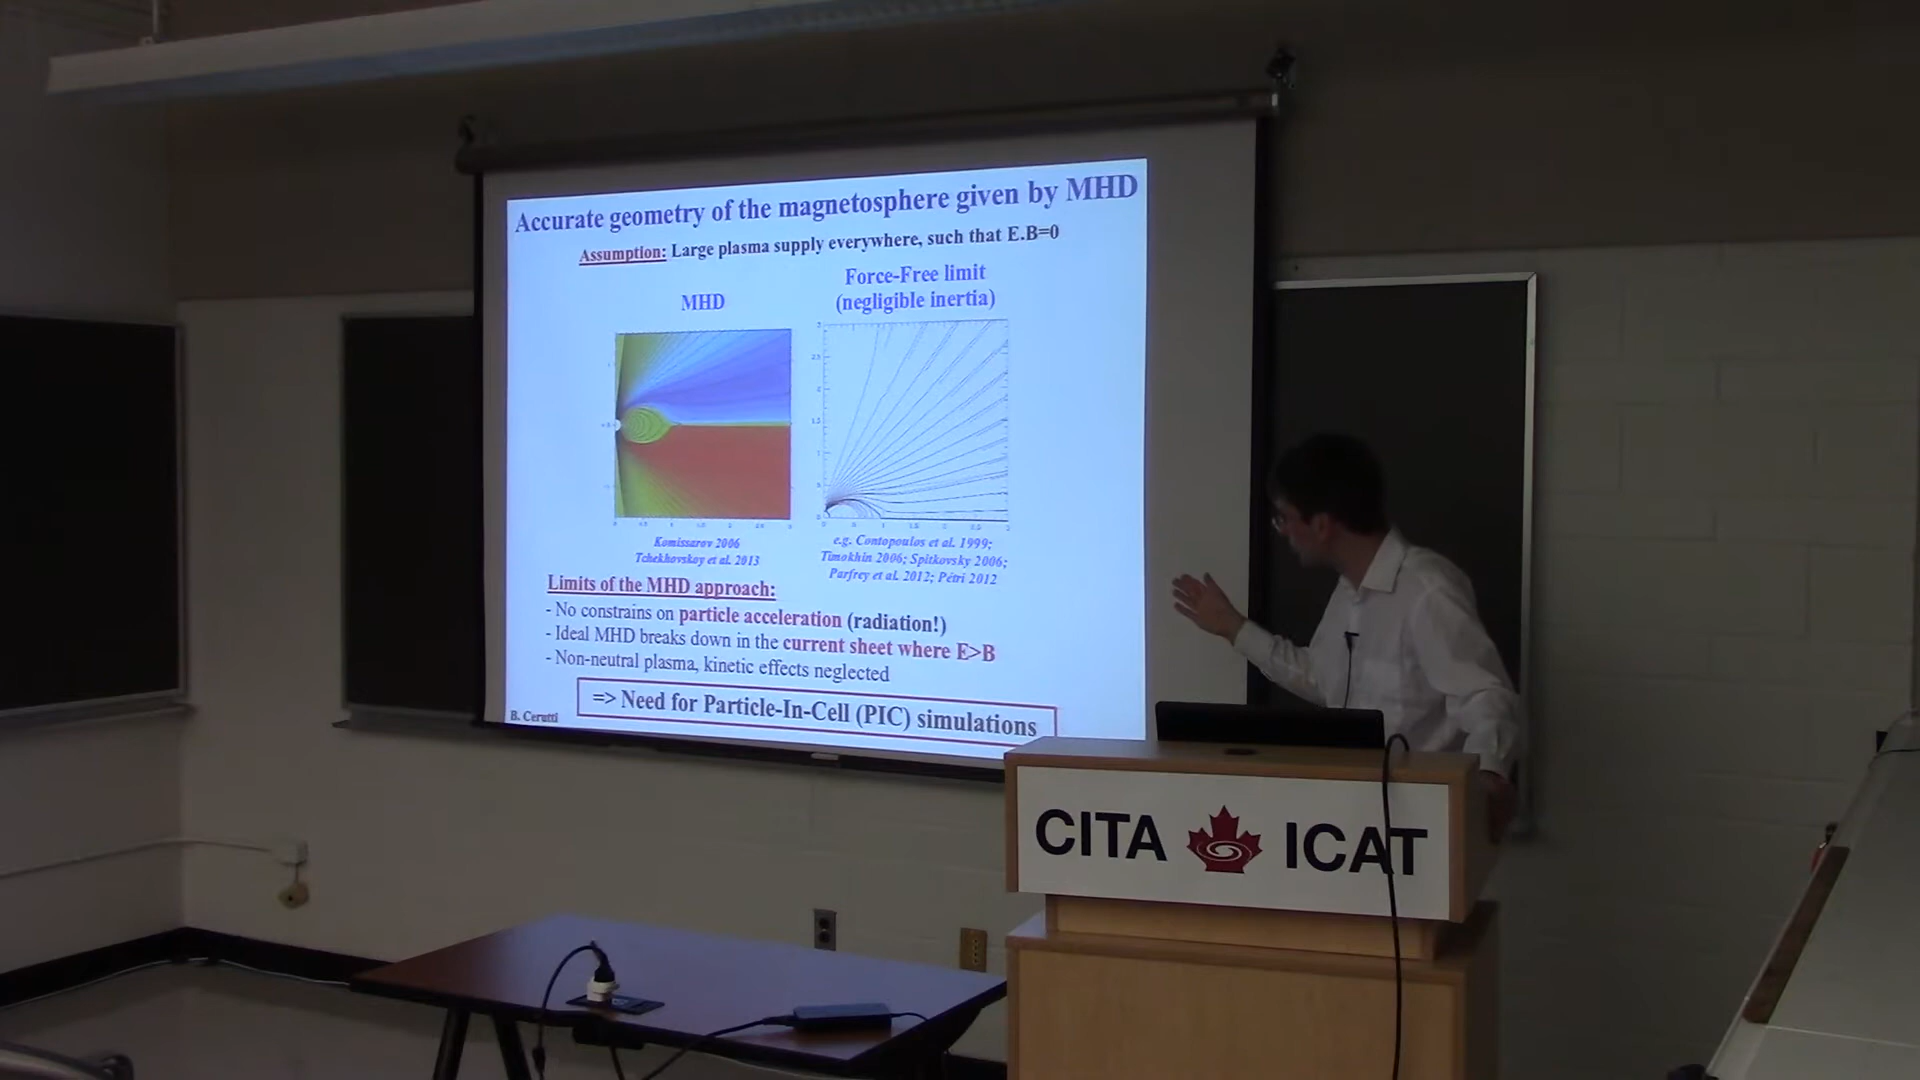 Accurate geometry of the magnetosphere given by MHD
Assumption: Large plasma supply everywhere, such that E.B=0
MHD
Force-Free limit
(negligible inertia)
Komissarov 2006
Tchekhovskoy et al. 2013
e.g. Contopoulos et al. 1999;
Timokhin 2006; Spitkovsky 2006;
Parfrey et al. 2012; Pétri 2012
Limits of the MHD approach:
- No constrains on particle acceleration (radiation!)
- Ideal MHD breaks down in the current sheet where E>B
- Non-neutral plasma, kinetic effects neglected
=> Need for Particle-In-Cell (PIC) simulations
B. Cerutti
CITA ICAT